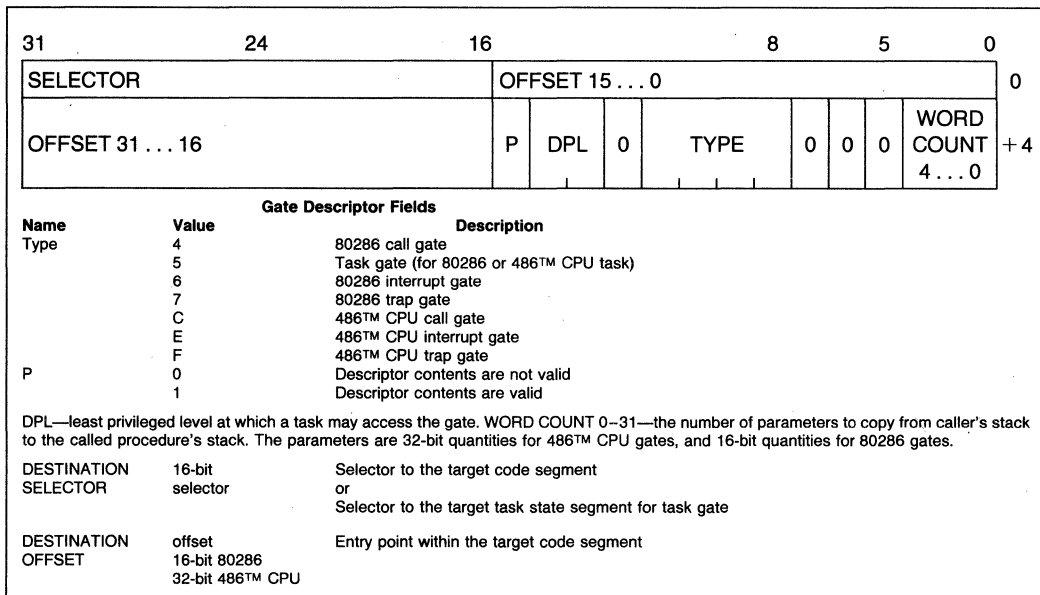 31 24 16 8 5 0
SELECTOR OFFSET 15 . . . 0 0
OFFSET 31 . . . 16 P DPL 0 TYPE 0 0 0 WORD COUNT 4 . . . 0 +4
Gate Descriptor Fields
Name Value Description
Type 4 80286 call gate
5 Task gate (for 80286 or 486™ CPU task)
6 80286 interrupt gate
7 80286 trap gate
C 486™ CPU call gate
E 486™ CPU interrupt gate
F 486™ CPU trap gate
P 0 Descriptor contents are not valid
1 Descriptor contents are valid
DPL—least privileged level at which a task may access the gate. WORD COUNT 0–31—the number of parameters to copy from caller's stack
to the called procedure's stack. The parameters are 32-bit quantities for 486™ CPU gates, and 16-bit quantities for 80286 gates.
DESTINATION 16-bit Selector to the target code segment
SELECTOR selector or
Selector to the target task state segment for task gate
DESTINATION offset Entry point within the target code segment
OFFSET 16-bit 80286
32-bit 486™ CPU